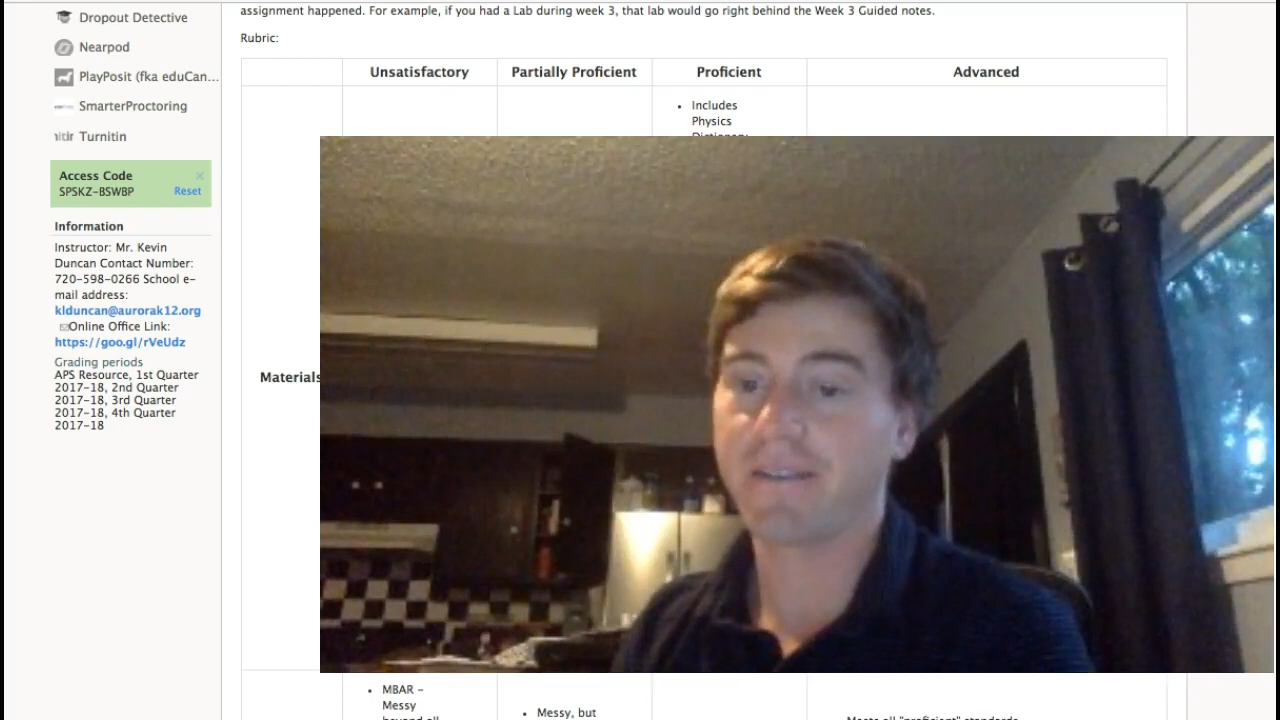 Dropout Detective
Nearpod
PlayPosit (fka eduCan...
SmarterProctoring
Turnitin
Access Code
SPSKZ-BSWBP Reset
Information
Instructor: Mr. Kevin
Duncan Contact Number:
720-598-0266 School e-
mail address:
klduncan@aurorak12.org
Online Office Link:
https://goo.gl/rVeUdz
Grading periods
APS Resource, 1st Quarter
2017-18, 2nd Quarter
2017-18, 3rd Quarter
2017-18, 4th Quarter
2017-18
assignment happened. For example, if you had a Lab during week 3, that lab would go right behind the Week 3 Guided notes.
Rubric:
Unsatisfactory Partially Proficient Proficient Advanced
• Includes
Physics
Materials
• MBAR -
Messy
• Messy, but